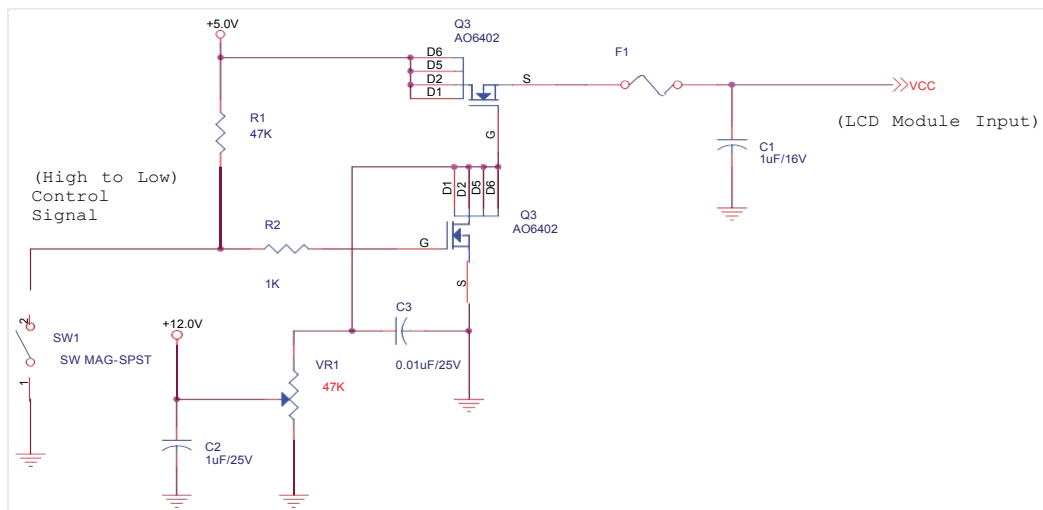 +5.0V
Q3
AO6402
D6
D5
D2
D1
S
G
F1
VCC
(LCD Module Input)
R1
47K
C1
1uF/16V
(High to Low)
Control
Signal
D1
D2
D5
D6
Q3
AO6402
G
S
R2
1K
C3
0.01uF/25V
+12.0V
2
SW1
SW MAG-SPST
1
VR1
47K
C2
1uF/25V